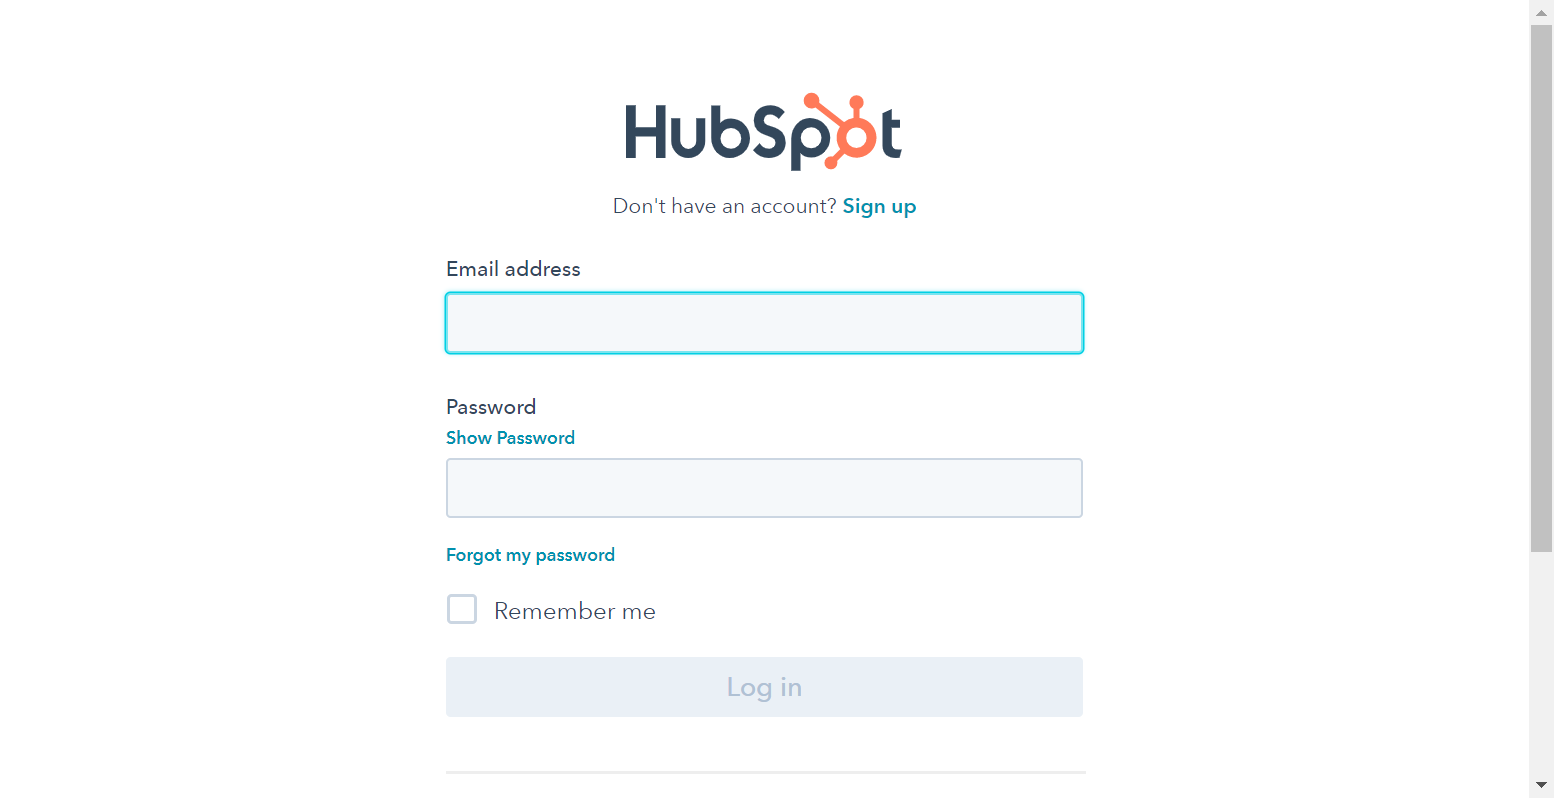 HubSpot
Don't have an account? Sign up
Email address
Password
Show Password
Forgot my password
Remember me
Log in